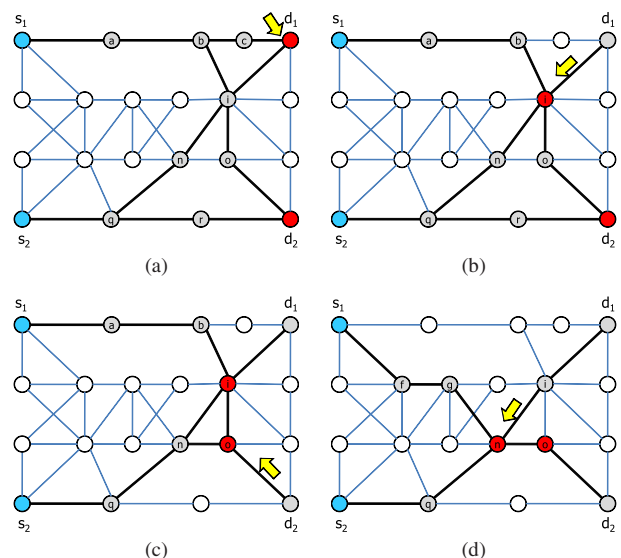 s1 d1 s1 d1
a b c a b
i i
n o n o
q r q r
s2 d2 s2 d2
(a) (b)
s1 d1 s1 d1
a b
i f g i
n o n o
q q
s2 d2 s2 d2
(c) (d)